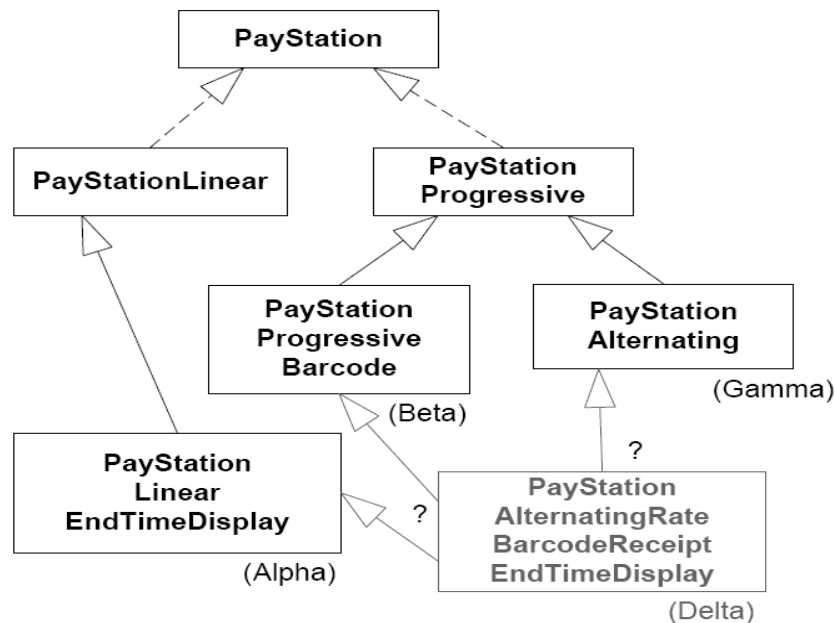 PayStation
PayStationLinear
PayStation
Progressive
PayStation
Progressive
Barcode
(Beta)
PayStation
Alternating
(Gamma)
PayStation
Linear
EndTimeDisplay
(Alpha)
?
?
PayStation
AlternatingRate
BarcodeReceipt
EndTimeDisplay
(Delta)